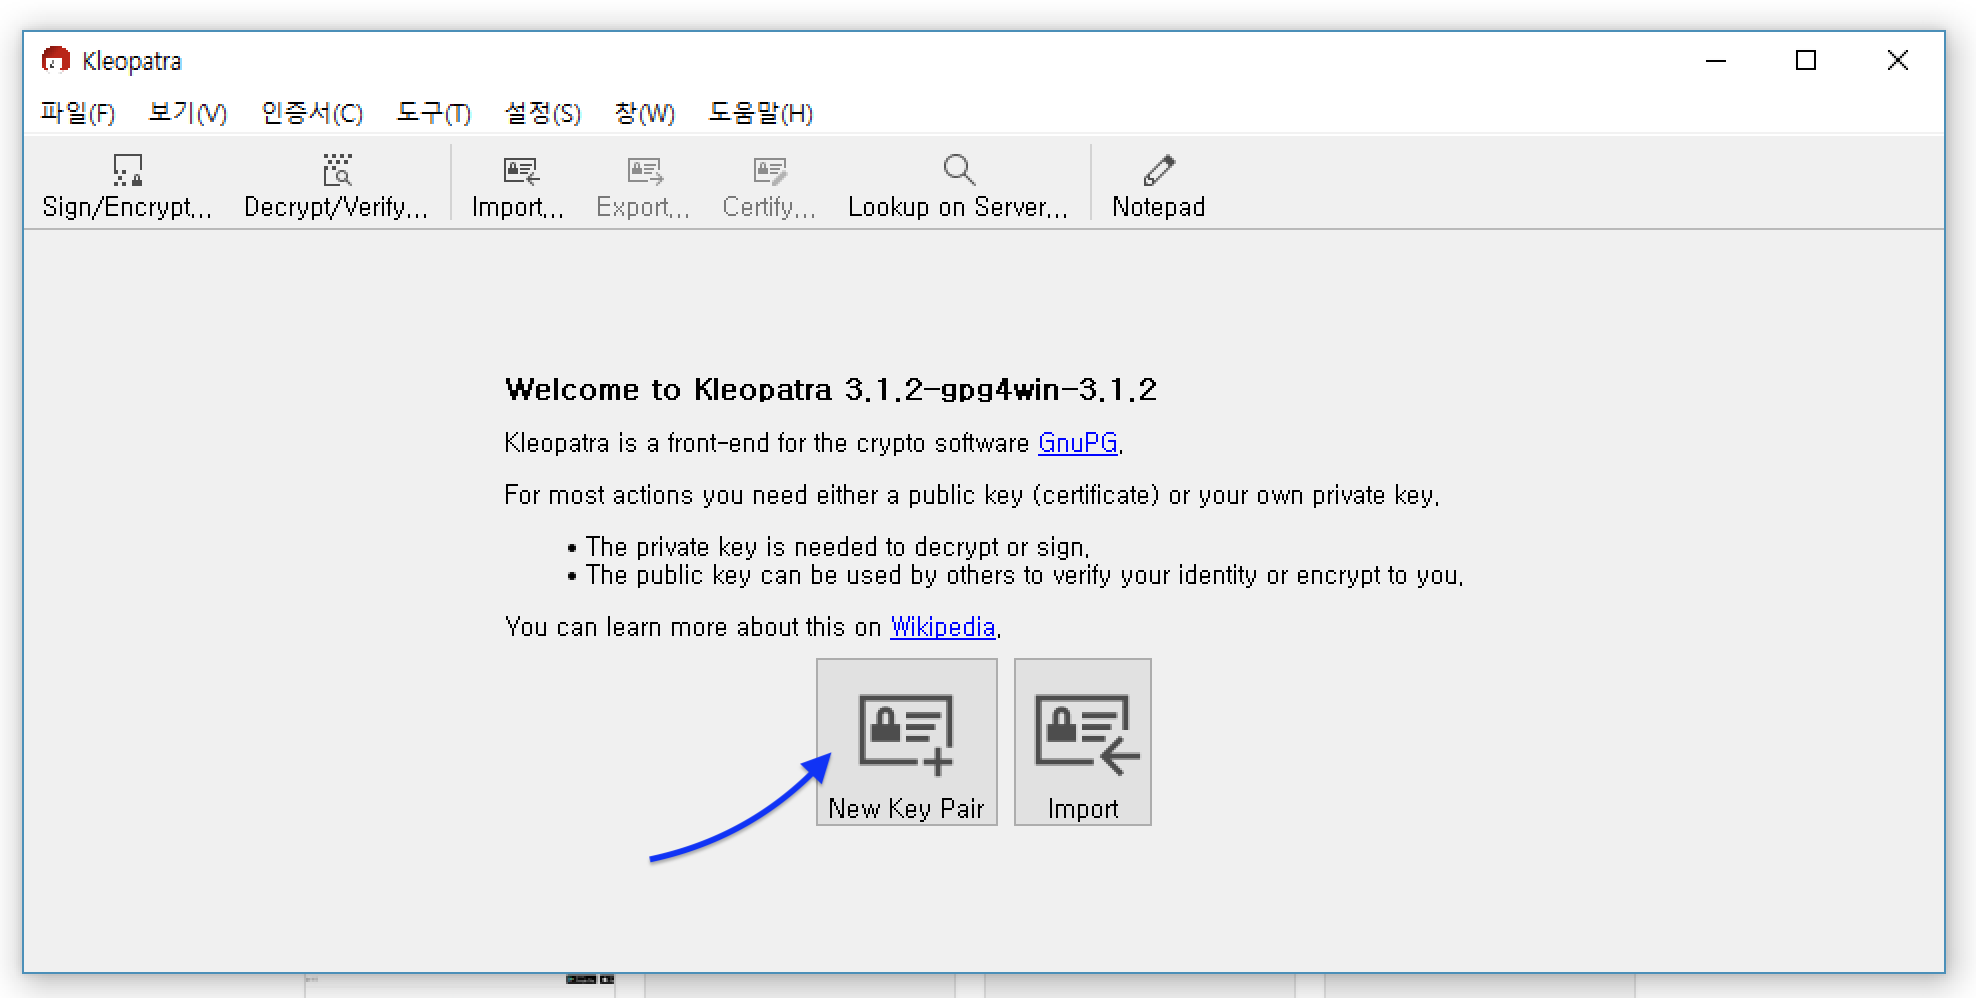 Kleopatra
파일(F) 보기(V) 인증서(C) 도구(T) 설정(S) 창(W) 도움말(H)
Sign/Encrypt... Decrypt/Verify... Import... Export... Certify... Lookup on Server... Notepad
Welcome to Kleopatra 3.1.2-gpg4win-3.1.2
Kleopatra is a front-end for the crypto software GnuPG.
For most actions you need either a public key (certificate) or your own private key.
• The private key is needed to decrypt or sign.
• The public key can be used by others to verify your identity or encrypt to you.
You can learn more about this on Wikipedia.
New Key Pair Import